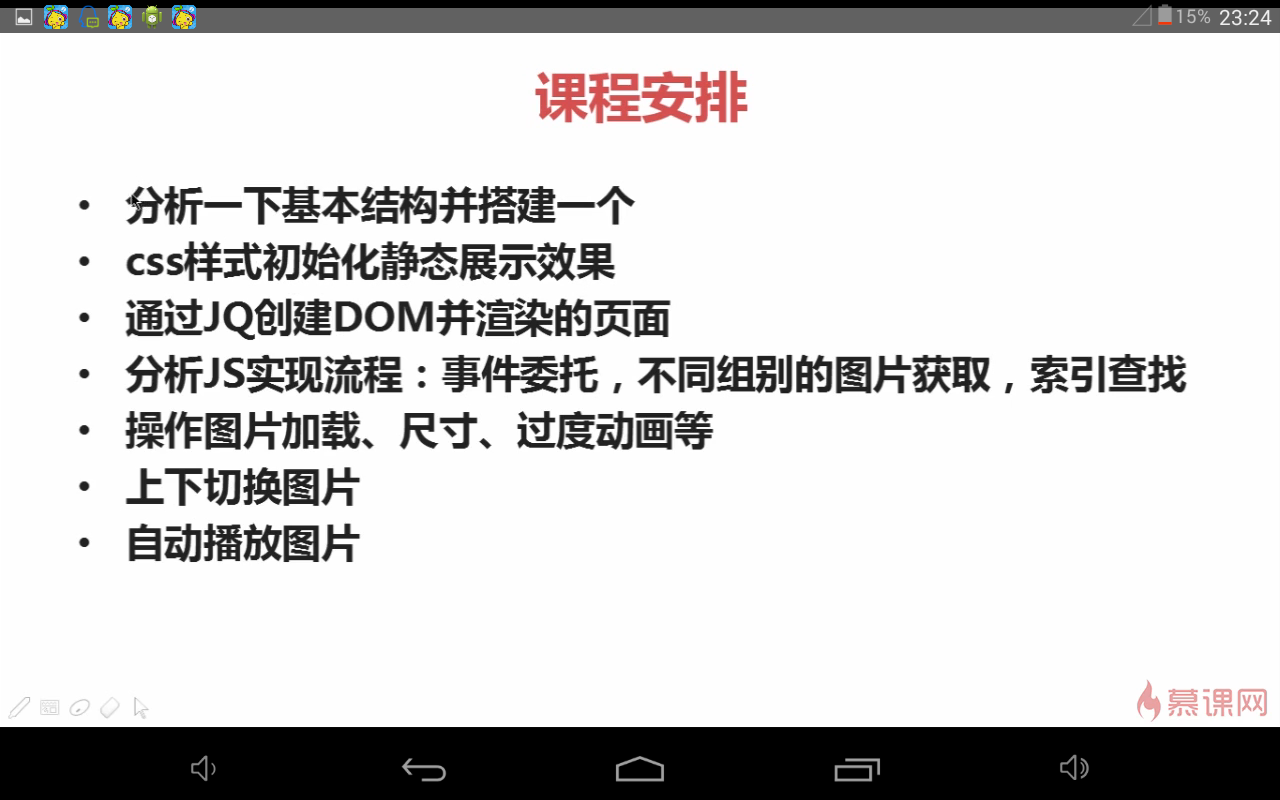 15% 23:24
课程安排
• 分析一下基本结构并搭建一个
• css样式初始化静态展示效果
• 通过JQ创建DOM并渲染的页面
• 分析JS实现流程：事件委托，不同组别的图片获取，索引查找
• 操作图片加载、尺寸、过度动画等
• 上下切换图片
• 自动播放图片
慕课网